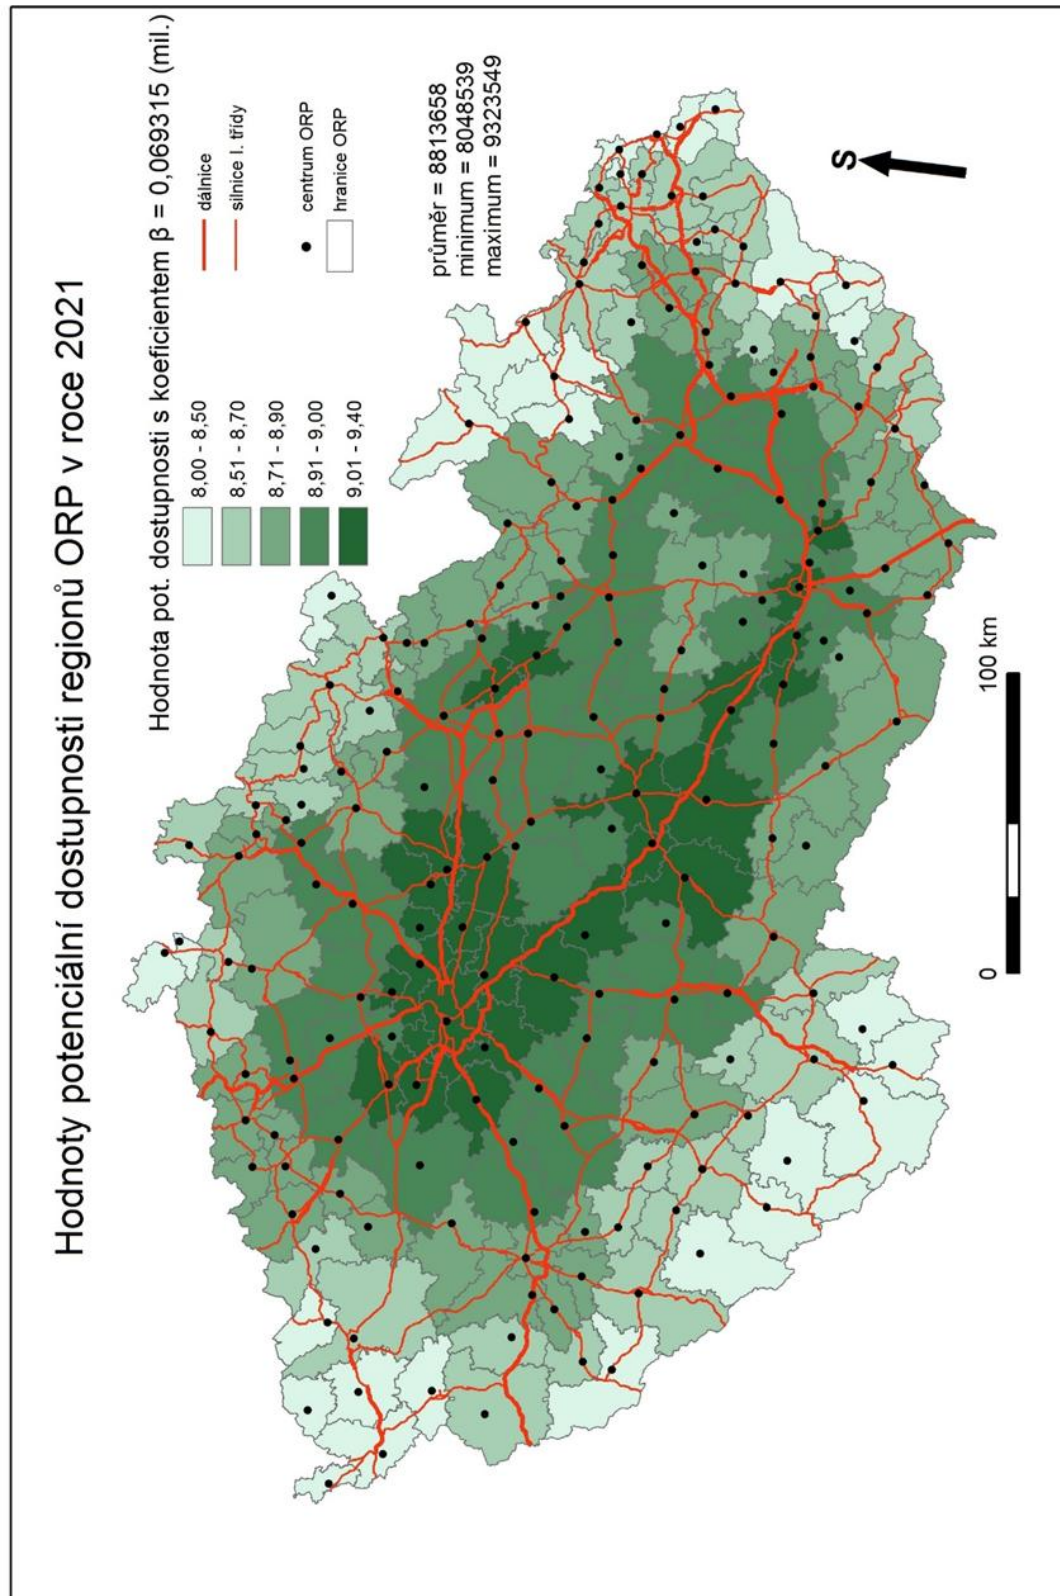 Hodnoty potenciální dostupnosti regionů ORP v roce 2021
Hodnota pot. dostupnosti s koeficientem β = 0,069315 (mil.)
8,00 - 8,50
8,51 - 8,70
8,71 - 8,90
8,91 - 9,00
9,01 - 9,40
dálnice
silnice I. třídy
centrum ORP
hranice ORP
průměr = 8813658
minimum = 8048539
maximum = 9323549
S
0
100 km